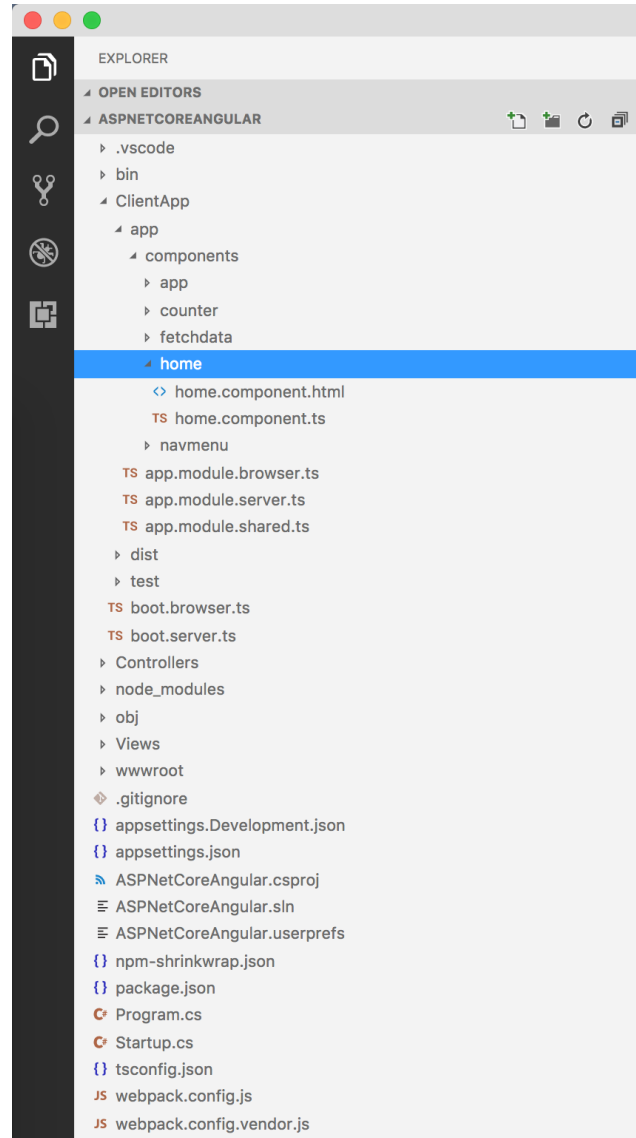 EXPLORER
OPEN EDITORS
ASPNETCOREANGULAR
.vscode
bin
ClientApp
app
components
app
counter
fetchdata
home
<> home.component.html
TS home.component.ts
navmenu
TS app.module.browser.ts
TS app.module.server.ts
TS app.module.shared.ts
dist
test
TS boot.browser.ts
TS boot.server.ts
Controllers
node_modules
obj
Views
wwwroot
.gitignore
{} appsettings.Development.json
{} appsettings.json
ASPNetCoreAngular.csproj
ASPNetCoreAngular.sln
ASPNetCoreAngular.userprefs
{} npm-shrinkwrap.json
{} package.json
C# Program.cs
C# Startup.cs
{} tsconfig.json
JS webpack.config.js
JS webpack.config.vendor.js